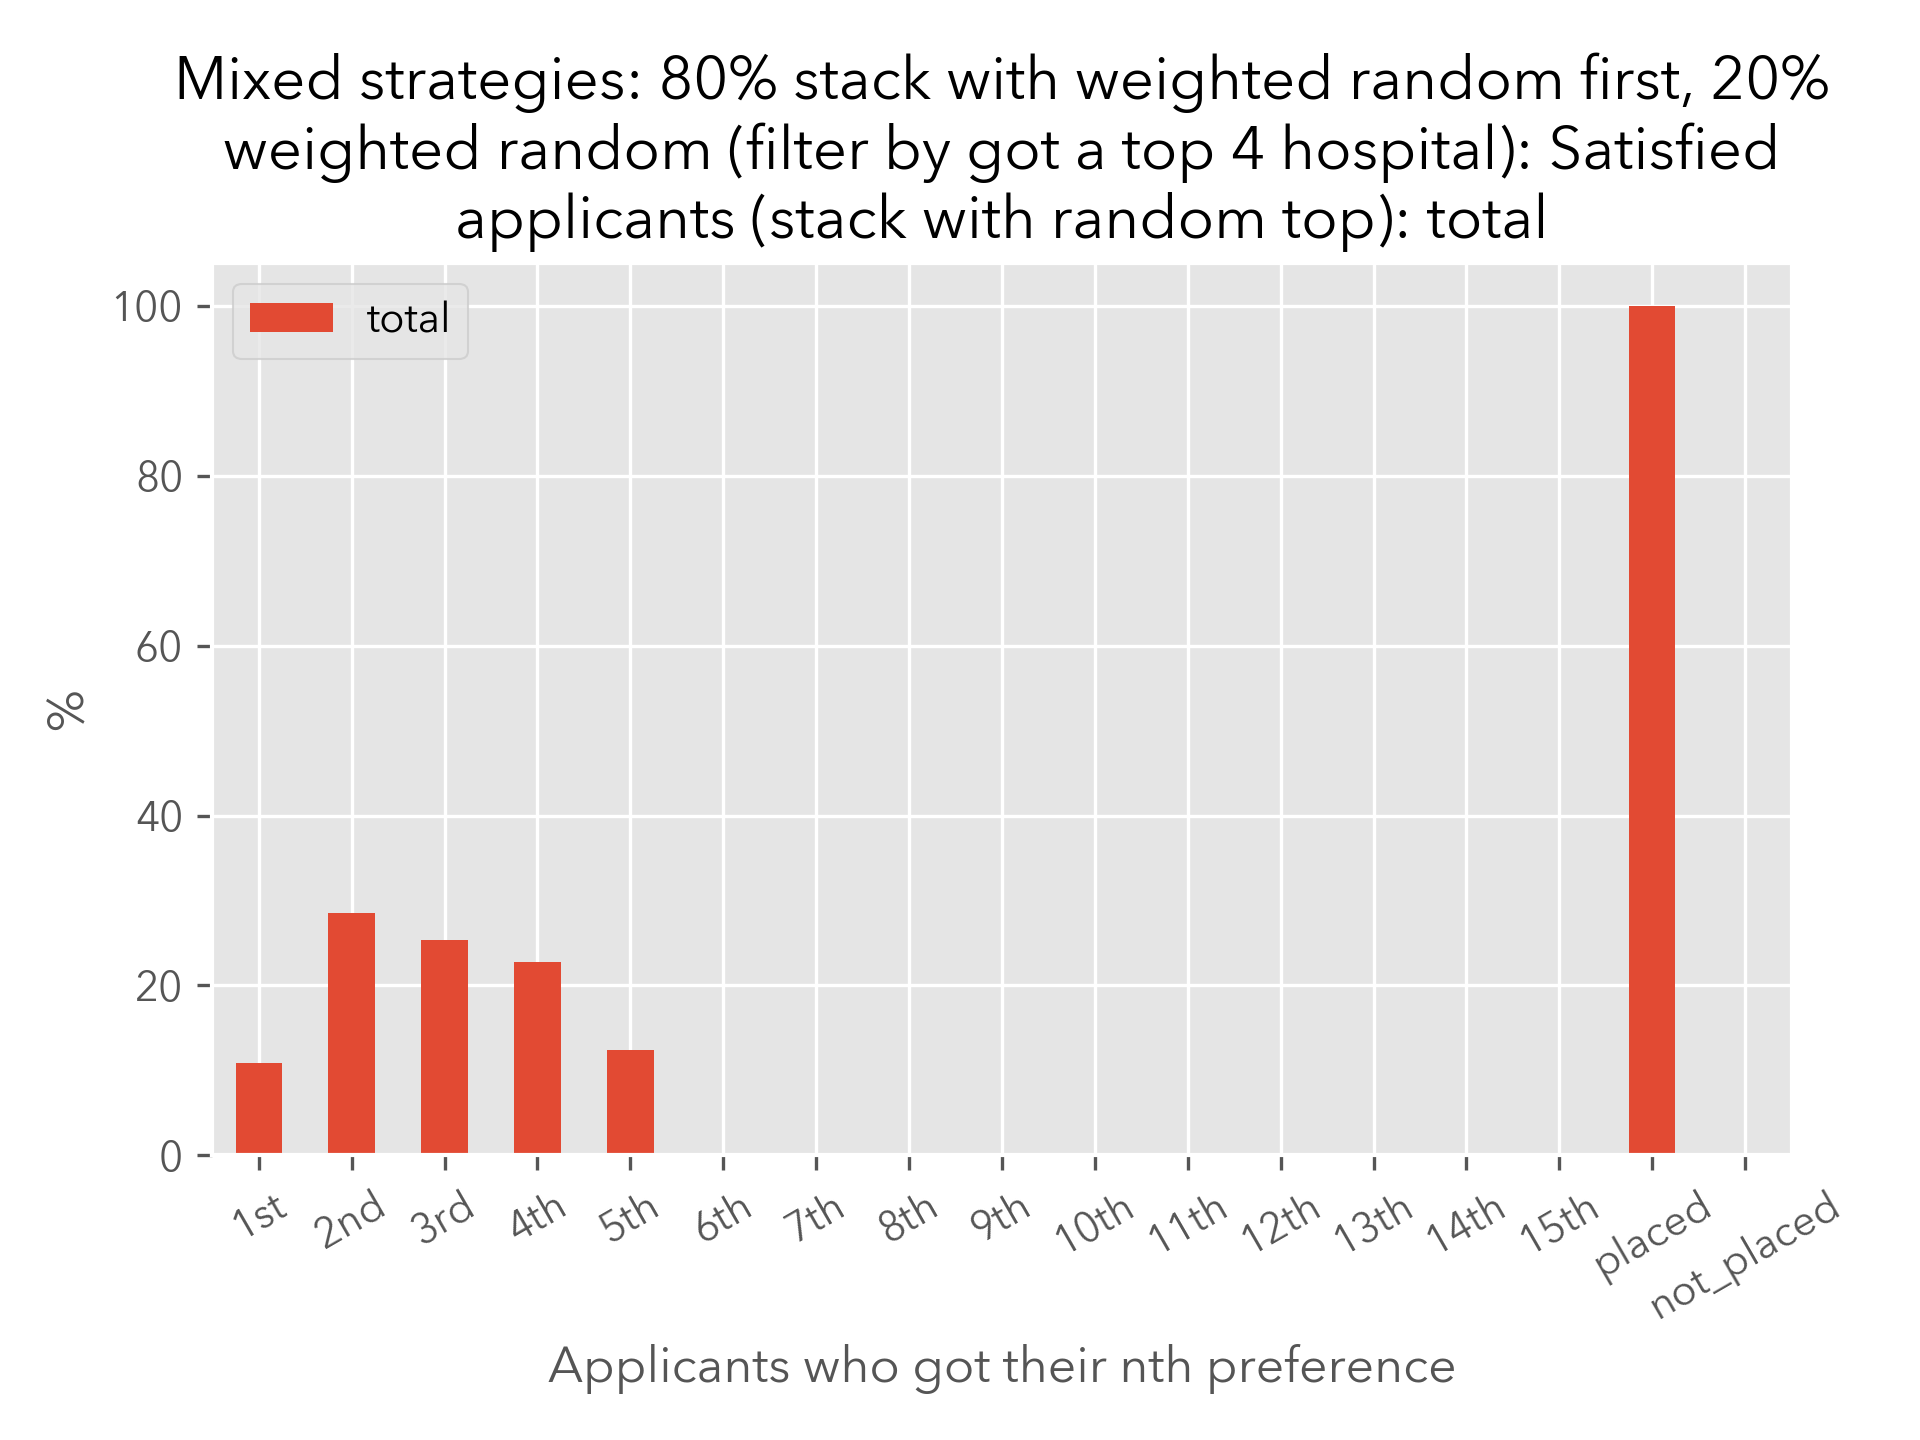 Mixed strategies: 80% stack with weighted random first, 20%
weighted random (filter by got a top 4 hospital): Satisfied
applicants (stack with random top): total
total
100
80
60
40
20
0
%
1st
2nd
3rd
4th
5th
6th
7th
8th
9th
10th
11th
12th
13th
14th
15th
placed
not_placed
Applicants who got their nth preference